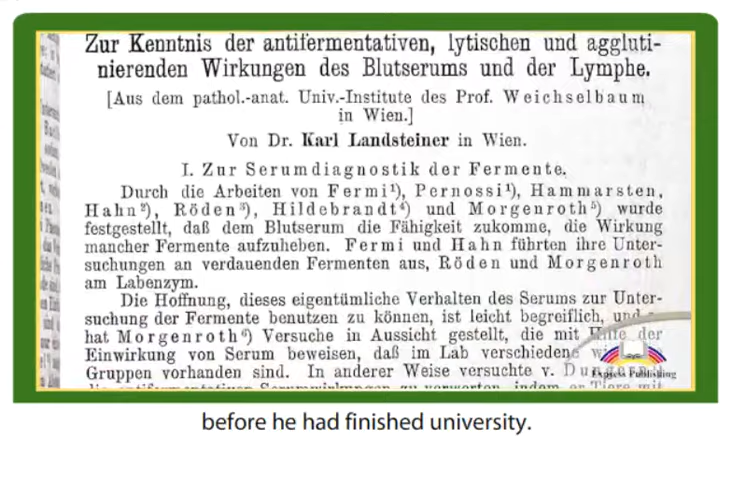 Zur Kenntnis der antifermentativen, lytischen und aggluti-
nierenden Wirkungen des Blutserums und der Lymphe.
[Aus dem pathol.-anat. Univ.-Institute des Prof. Weichselbaum
in Wien.]
Von Dr. Karl Landsteiner in Wien.
I. Zur Serumdiagnostik der Fermente.
Durch die Arbeiten von Fermi¹), Pernossi¹), Hammarsten,
Hahn²), Röden³), Hildebrandt⁴) und Morgenroth⁵) wurde
festgestellt, daß dem Blutserum die Fähigkeit zukomme, die Wirkung
mancher Fermente aufzuheben. Fermi und Hahn führten ihre Unter-
suchungen an verdauenden Fermenten aus, Röden und Morgenroth
am Labenzym.
Die Hoffnung, dieses eigentümliche Verhalten des Serums zur Unter-
suchung der Fermente benutzen zu können, ist leicht begreiflich, und
hat Morgenroth⁶) Versuche in Aussicht gestellt, die mit Hilfe der
Einwirkung von Serum beweisen, daß im Lab verschiedene
Gruppen vorhanden sind. In anderer Weise versuchte v.
Express Publishing
before he had finished university.